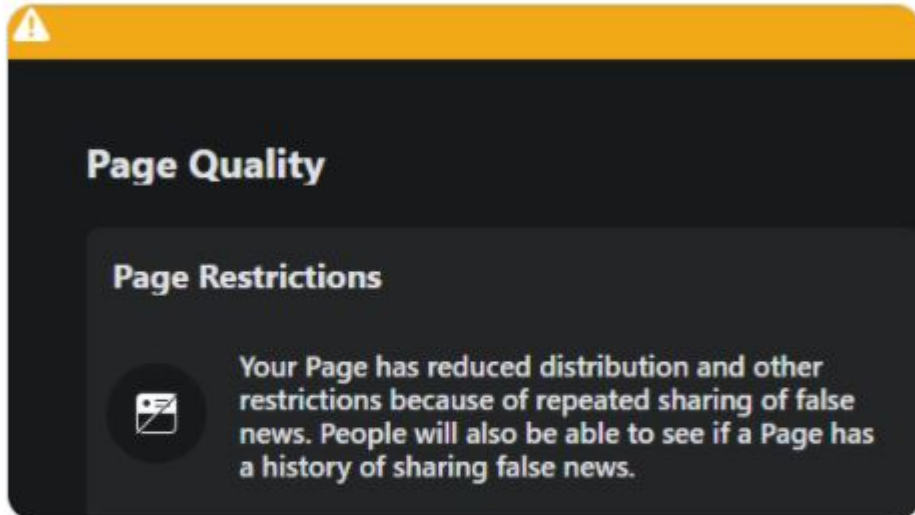 Page Quality
Page Restrictions
Your Page has reduced distribution and other
restrictions because of repeated sharing of false
news. People will also be able to see if a Page has
a history of sharing false news.